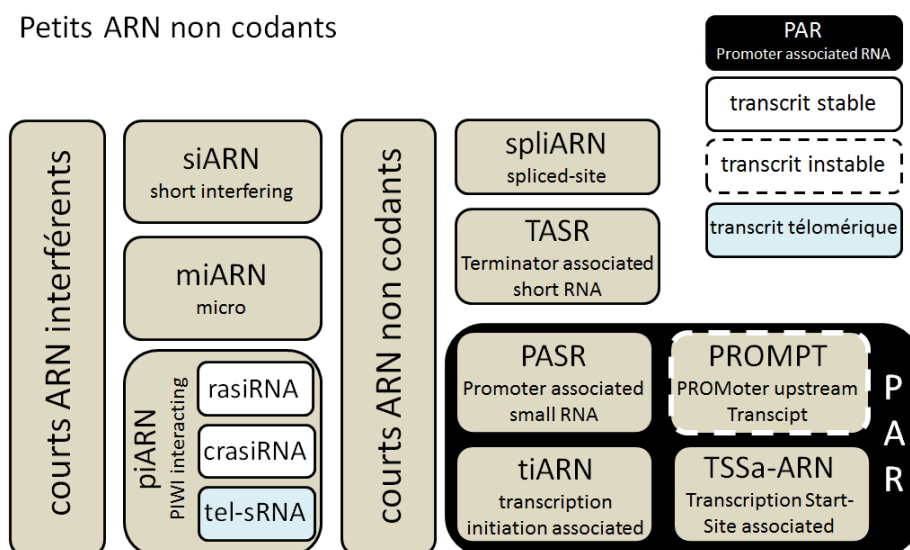 Petits ARN non codants
PAR
Promoter associated RNA
transcrit stable
transcrit instable
transcrit télomérique
courts ARN interférents
siARN
short interfering
miARN
micro
piARN
PIWI interacting
rasiRNA
crasiRNA
tel-sRNA
courts ARN non codants
spliARN
spliced-site
TASR
Terminator associated
short RNA
PASR
Promoter associated
small RNA
PROMPT
PROMoter upstream
Transcipt
tiARN
transcription
initiation associated
TSSa-ARN
Transcription Start-
Site associated
PAR